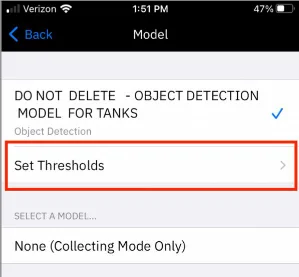 Verizon 1:51 PM 47%
Back Model
DO NOT DELETE - OBJECT DETECTION
MODEL FOR TANKS
Object Detection
Set Thresholds
SELECT A MODEL...
None (Collecting Mode Only)